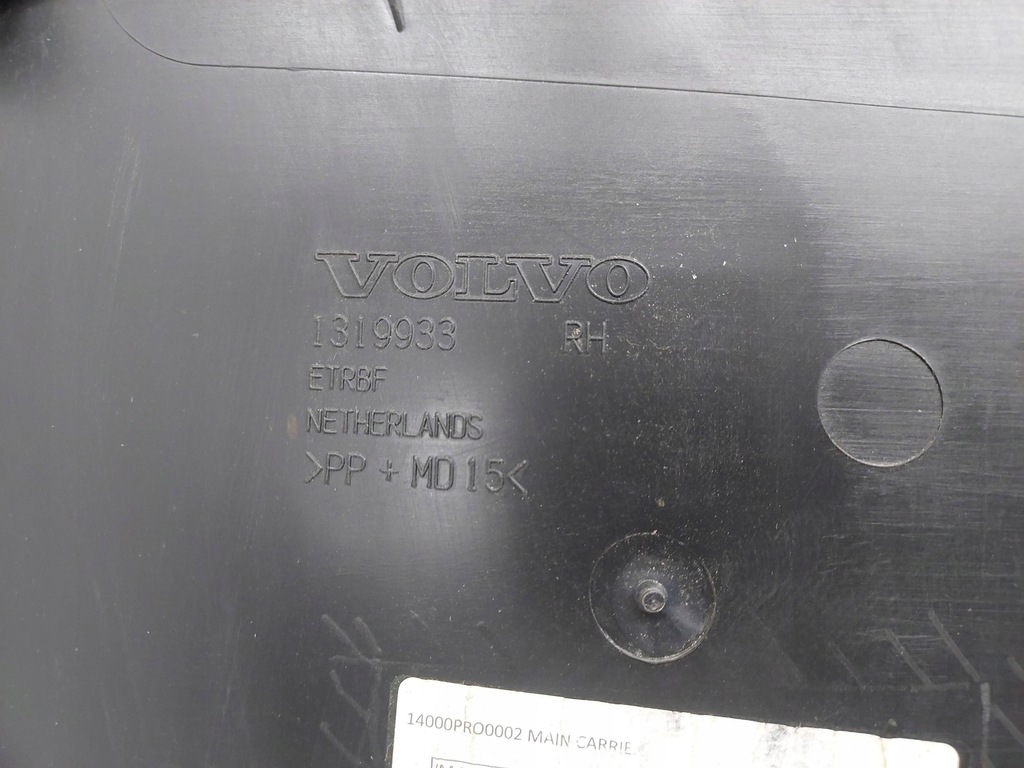 VOLVO
1319933 RH
ETRBF
NETHERLANDS
>PP + MD 15<
14000PRO0002 MAIN CARRIE